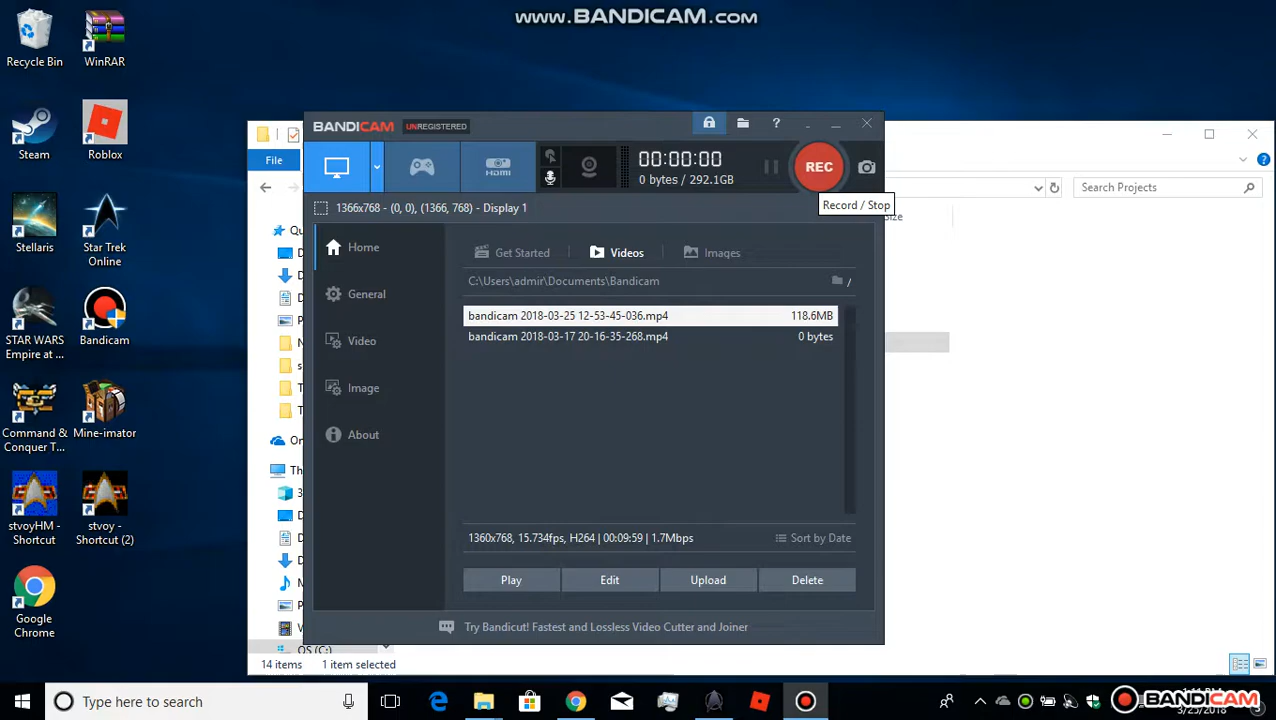 www.BANDICAM.com
Recycle Bin
WinRAR
Steam
Roblox
Stellaris
Star Trek
Online
STAR WARS
Empire at ...
Bandicam
Command &
Conquer T...
Mine-imator
stvoyHM -
Shortcut
stvoy -
Shortcut (2)
Google
Chrome
BANDICAM UNREGISTERED
?
File
HDMI
00:00:00
0 bytes / 292.1GB
REC
Record / Stop
Search Projects
1366x768 - (0, 0), (1366, 768) - Display 1
Home
General
Video
Image
About
Get Started
Videos
Images
C:\Users\admir\Documents\Bandicam
/
bandicam 2018-03-25 12-53-45-036.mp4 118.6MB
bandicam 2018-03-17 20-16-35-268.mp4 0 bytes
1360x768, 15.734fps, H264 | 00:09:59 | 1.7Mbps
Sort by Date
Play
Edit
Upload
Delete
Try Bandicut! Fastest and Lossless Video Cutter and Joiner
OS (C:)
14 items
1 item selected
Type here to search
3/25/2018
BANDICAM